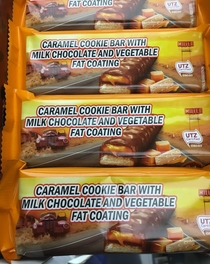 FAT COATING
CARAMEL COOKIE BAR WITH
MILK CHOCOLATE AND VEGETABLE
FAT COATING
UTZ
CARAMEL COOKIE BAR WITH
MILK CHOCOLATE AND VEGETABLE
FAT COATING
UTZ
CARAMEL COOKIE BAR WITH
MILK CHOCOLATE AND VEGETABLE
FAT COATING
UTZ